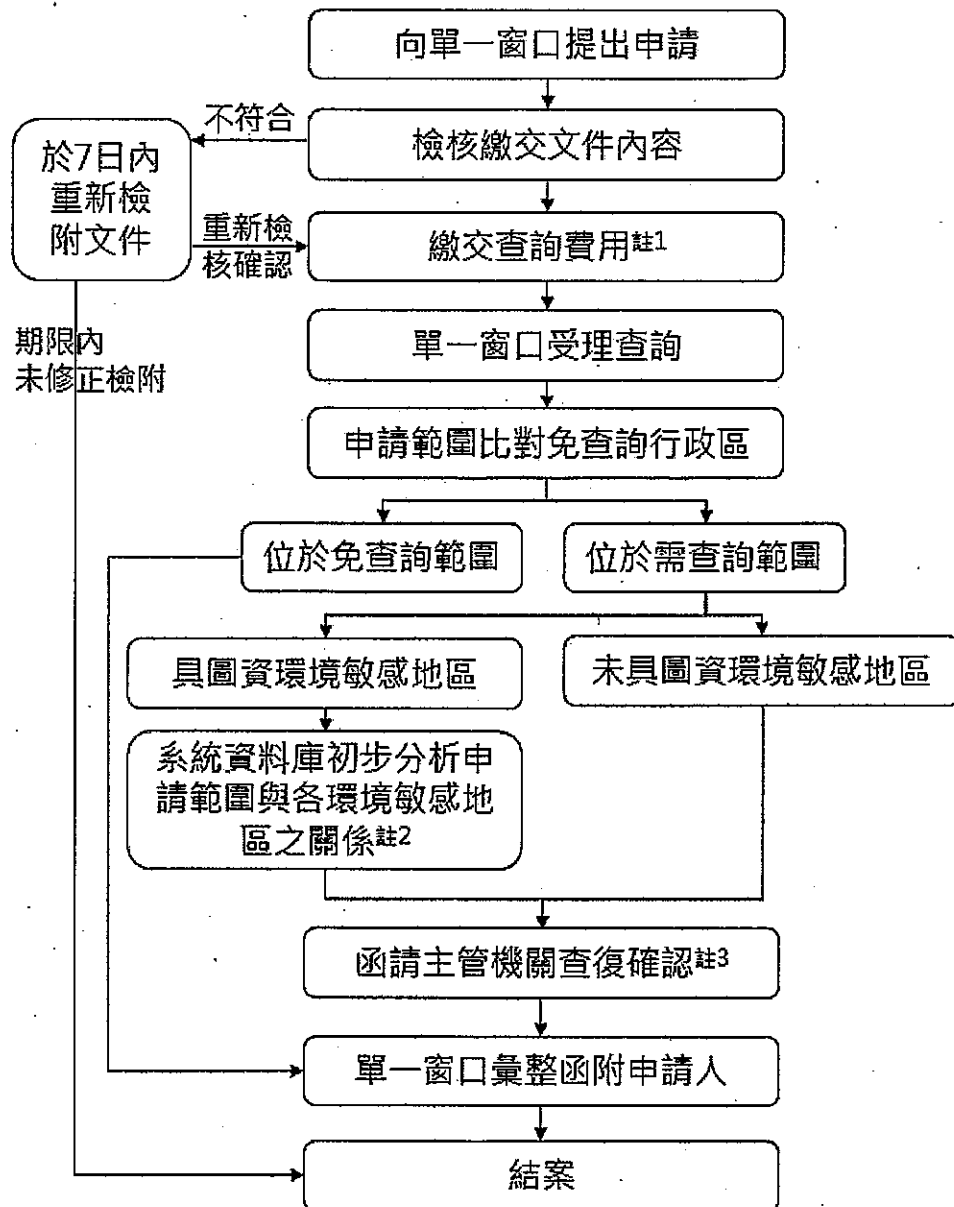 向單一窗口提出申請
不符合
檢核繳交文件內容
於7日內
重新檢
附文件
重新檢
核確認
繳交查詢費用註1
期限內
未修正檢附
單一窗口受理查詢
申請範圍比對免查詢行政區
位於免查詢範圍
位於需查詢範圍
具圖資環境敏感地區
未具圖資環境敏感地區
系統資料庫初步分析申
請範圍與各環境敏感地
區之關係註2
函請主管機關查復確認註3
單一窗口彙整函附申請人
結案